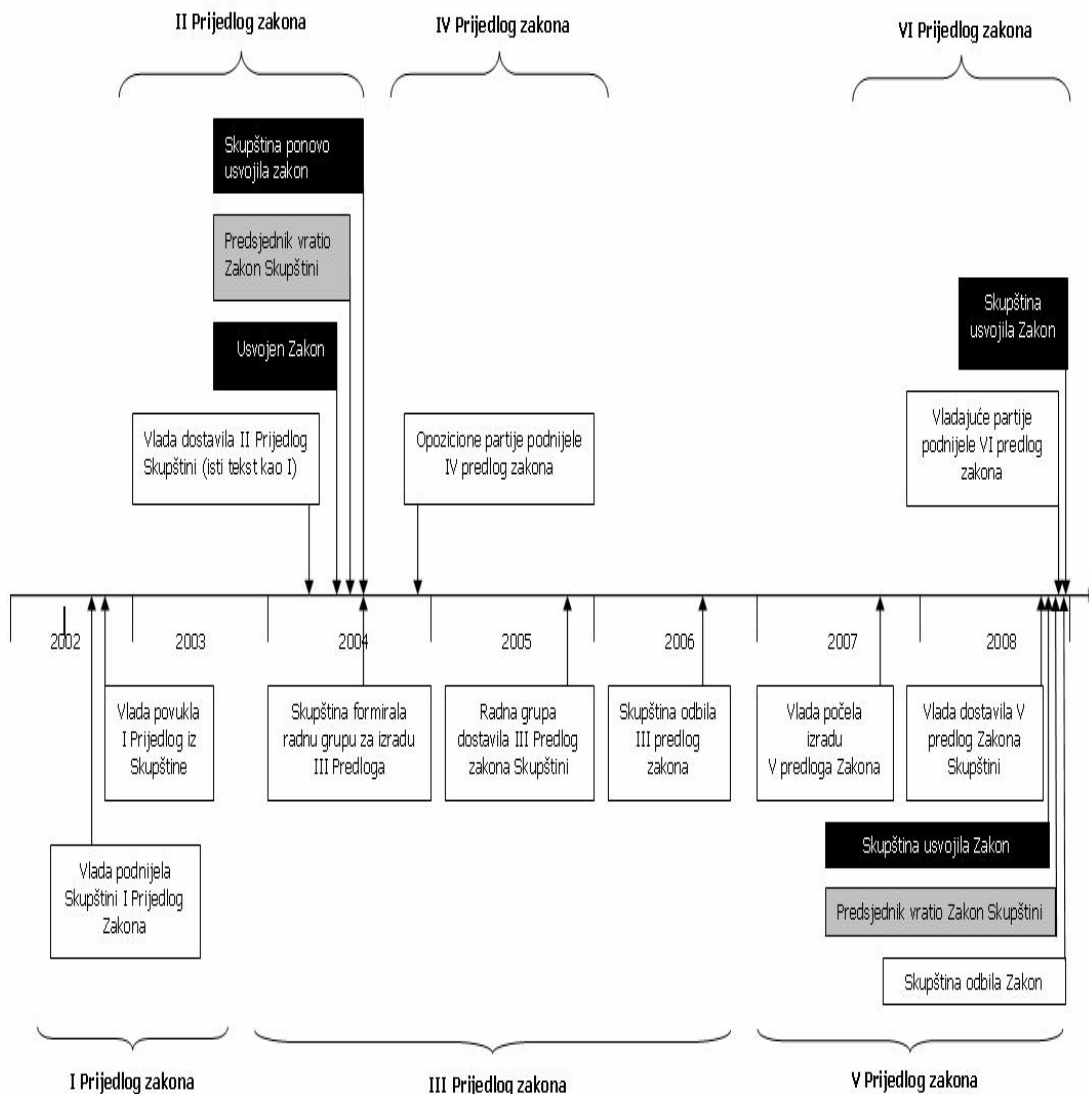 II Prijedlog zakona
IV Prijedlog zakona
VI Prijedlog zakona
Skupština ponovo
usvojila zakon
Predsjednik vratio
Zakon Skupštini
Usvojen Zakon
Vlada dostavila II Prijedlog
Skupštini (isti tekst kao I)
Opozicione partije podnijele
IV predlog zakona
Skupština
usvojila Zakon
Vladajuće partije
podnijele VI predlog
zakona
2002
2003
2004
2005
2006
2007
2008
Vlada povukla
I Prijedlog iz
Skupštine
Skupština formirala
radnu grupu za izradu
III Predloga
Radna grupa
dostavila III Predlog
zakona Skupštini
Skupština odbila
III predlog
zakona
Vlada počela
izradu
V predloga Zakona
Vlada dostavila V
predlog Zakona
Skupštini
Vlada podnijela
Skupštini I Prijedlog
Zakona
Skupština usvojila Zakon
Predsjednik vratio Zakon Skupštini
Skupština odbila Zakon
I Prijedlog zakona
III Prijedlog zakona
V Prijedlog zakona